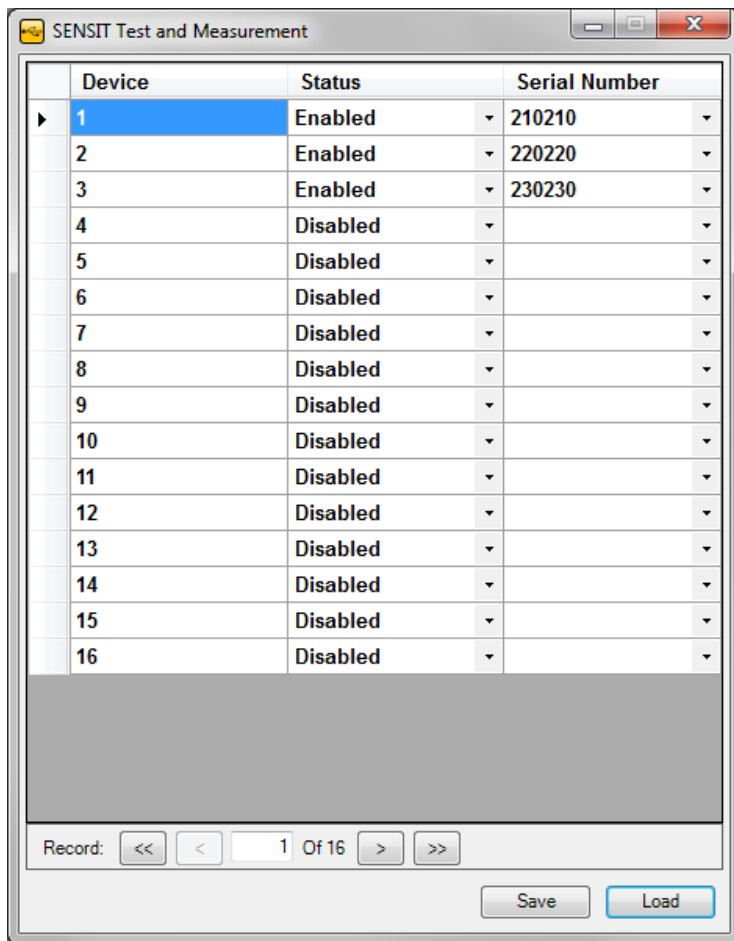 SENSIT Test and Measurement
Device Status Serial Number
1 Enabled 210210
2 Enabled 220220
3 Enabled 230230
4 Disabled
5 Disabled
6 Disabled
7 Disabled
8 Disabled
9 Disabled
10 Disabled
11 Disabled
12 Disabled
13 Disabled
14 Disabled
15 Disabled
16 Disabled
Record: << < 1 Of 16 > >>
Save Load